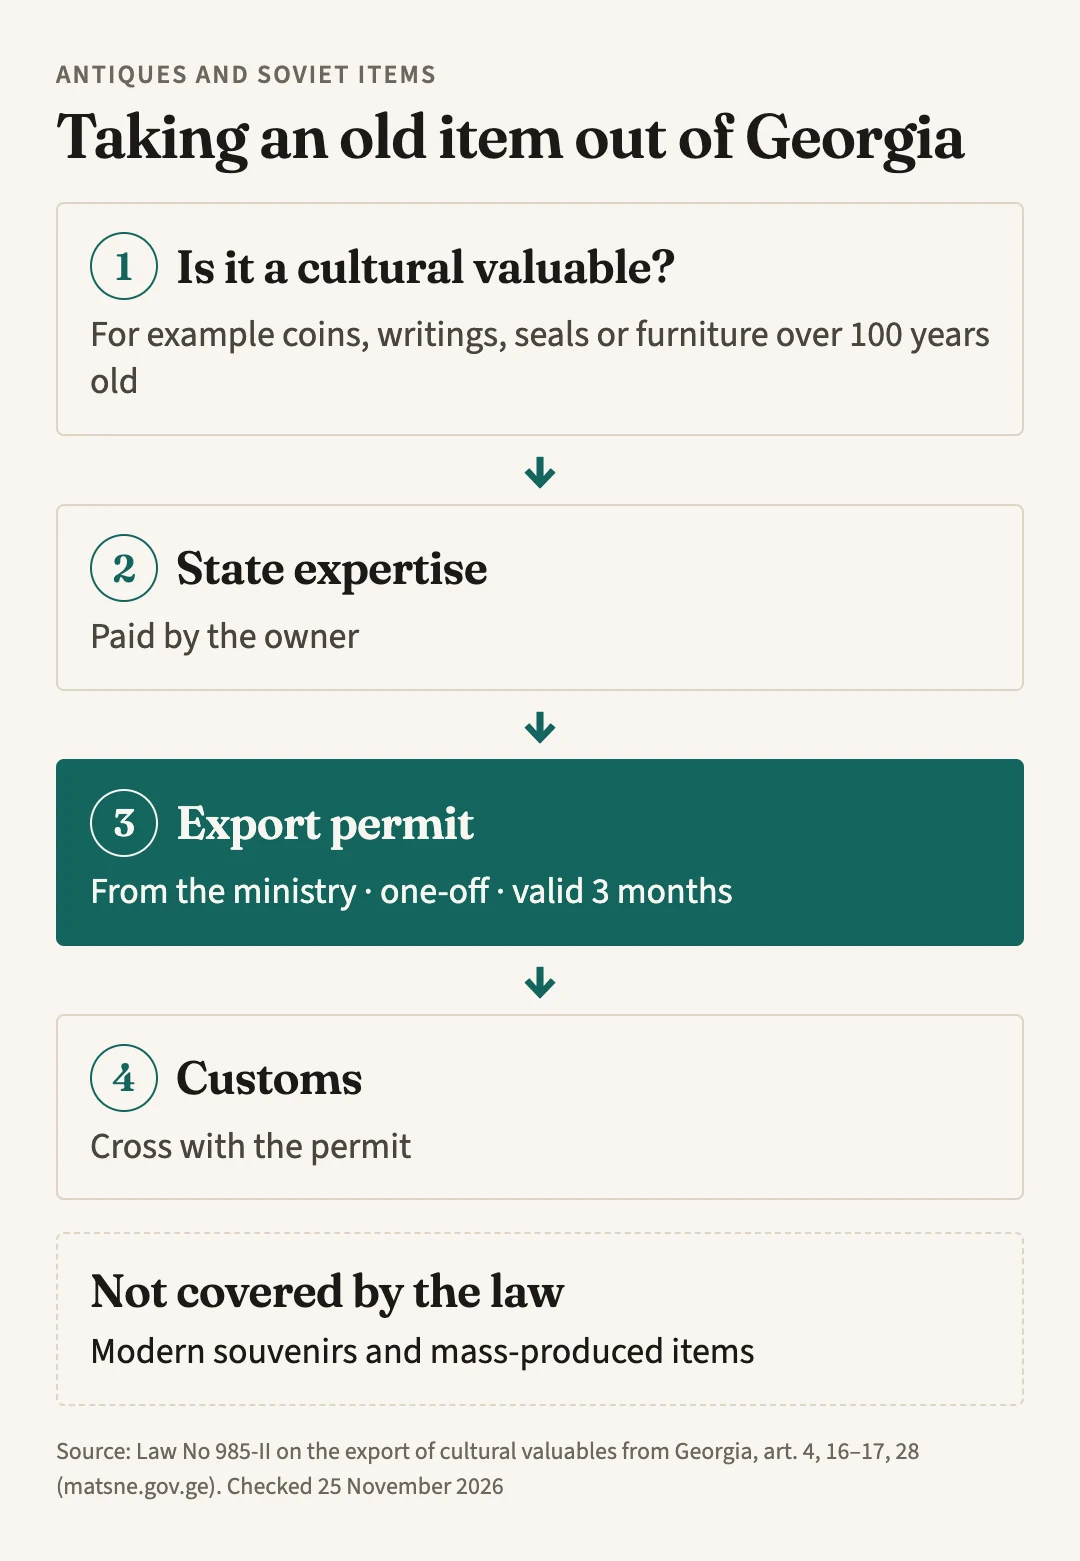 ANTIQUES AND SOVIET ITEMS
Taking an old item out of Georgia
1 Is it a cultural valuable?
For example coins, writings, seals or furniture over 100 years
old
2 State expertise
Paid by the owner
3 Export permit
From the ministry · one-off · valid 3 months
4 Customs
Cross with the permit
Not covered by the law
Modern souvenirs and mass-produced items
Source: Law No 985-II on the export of cultural valuables from Georgia, art. 4, 16–17, 28
(matsne.gov.ge). Checked 25 November 2026